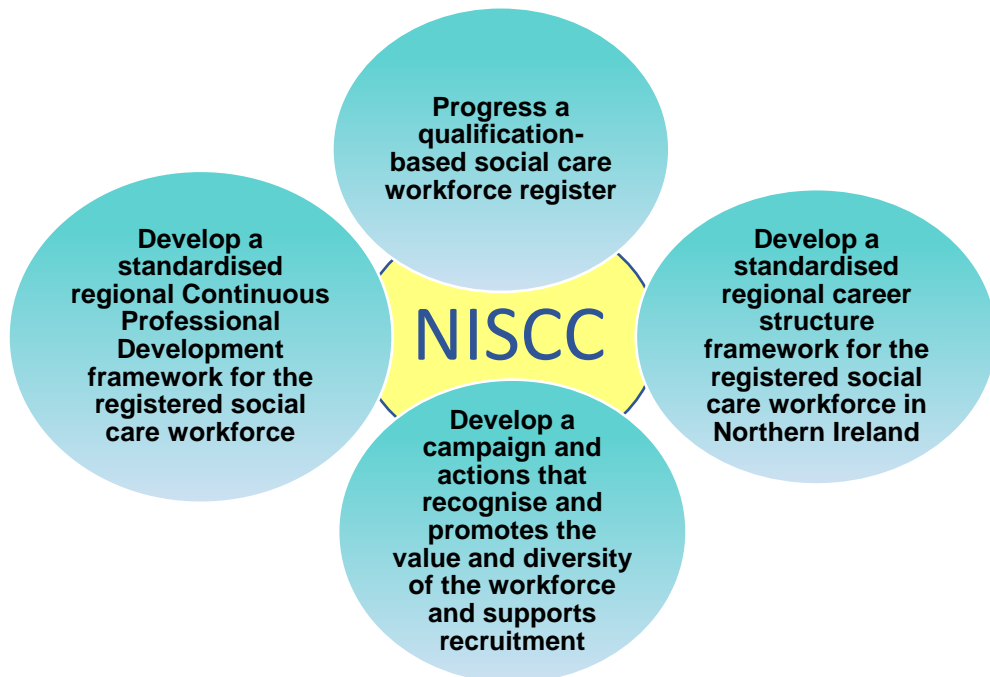 Progress a
qualification-
based social care
workforce register
Develop a
standardised
regional Continuous
Professional
Development
framework for the
registered social
care workforce
NISCC
Develop a
standardised
regional career
structure
framework for the
registered social
care workforce in
Northern Ireland
Develop a
campaign and
actions that
recognise and
promotes the
value and diversity
of the workforce
and supports
recruitment